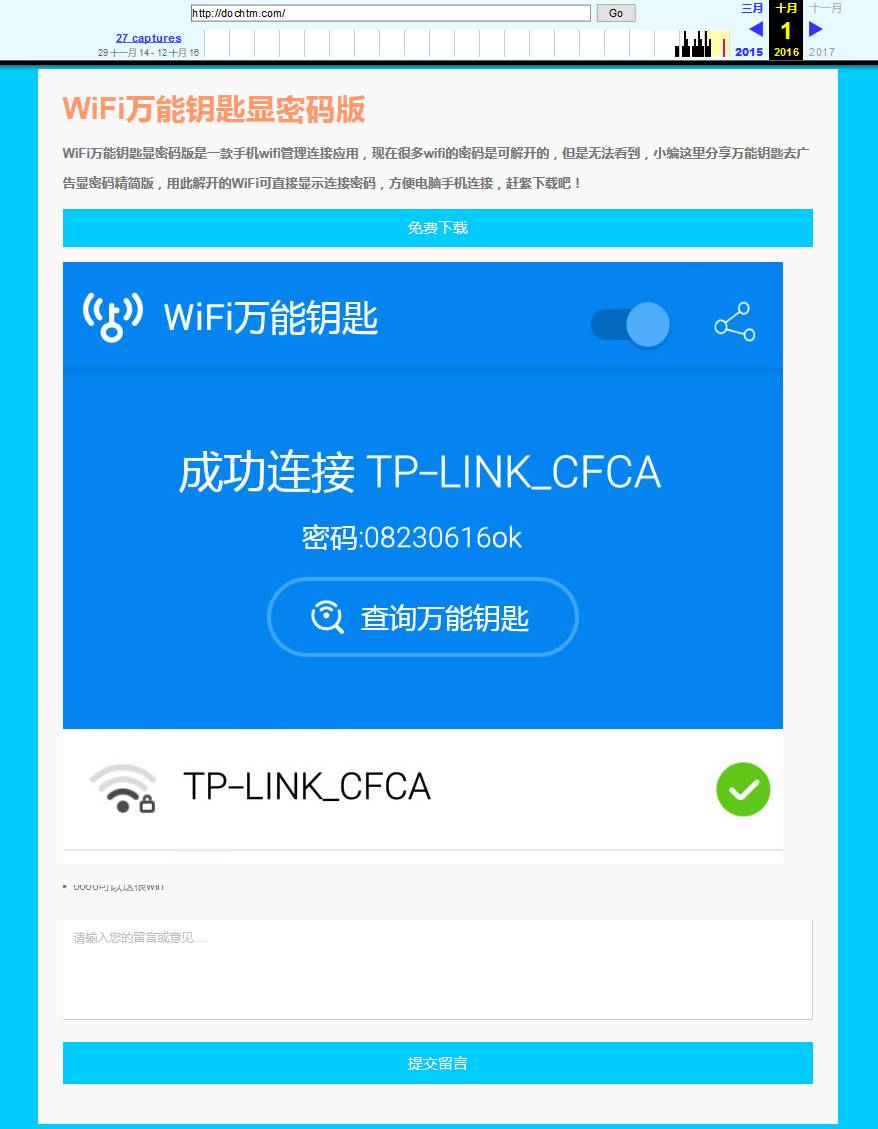 http://dochtm.com/
Go
三月
十月
十一月
27 captures
1
29 十一月 14 - 12 十月 16
2015
2016
2017
WiFi万能钥匙显密码版
WiFi万能钥匙显密码版是一款手机wifi管理连接应用，现在很多wifi的密码是可解开的，但是无法看到，小编这里分享万能钥匙去广
告显密码精简版，用此解开的WiFi可直接显示连接密码，方便电脑手机连接，赶紧下载吧！
免费下载
WiFi万能钥匙
成功连接 TP-LINK_CFCA
密码:08230616ok
查询万能钥匙
TP-LINK_CFCA
请输入您的留言或意见....
提交留言